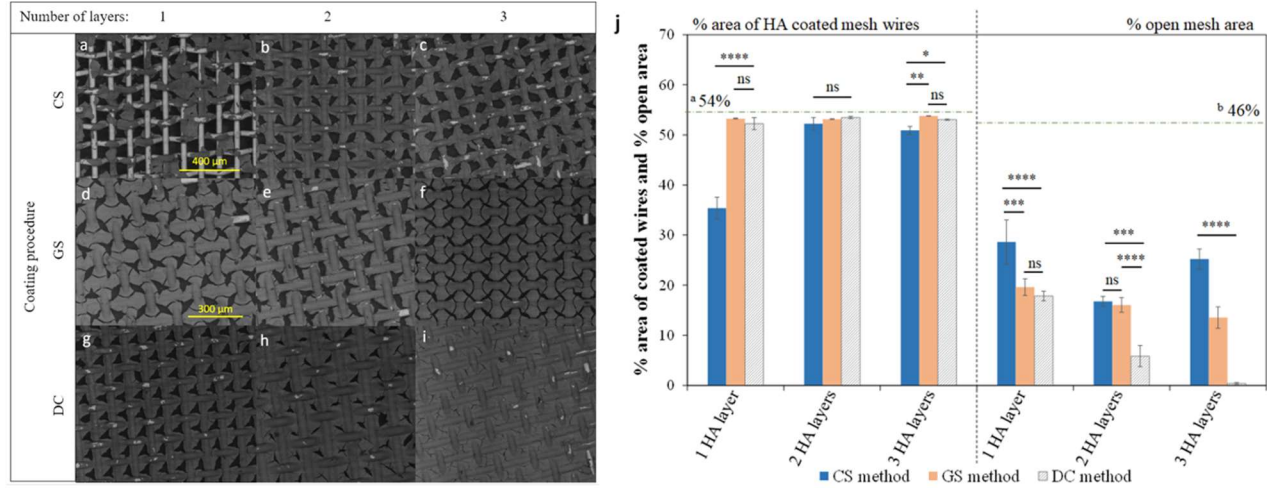 Number of layers: 1 2 3
Coating procedure
CS
GS
DC
a
b
c
400 µm
d
e
f
300 µm
g
h
i
j
% area of HA coated mesh wires
% open mesh area
% area of coated wires and % open area
70
60
50
40
30
20
10
0
a 54%
b 46%
****
ns
ns
*
**
ns
****
***
ns
***
****
ns
****
1 HA layer
2 HA layers
3 HA layers
1 HA layer
2 HA layers
3 HA layers
CS method
GS method
DC method